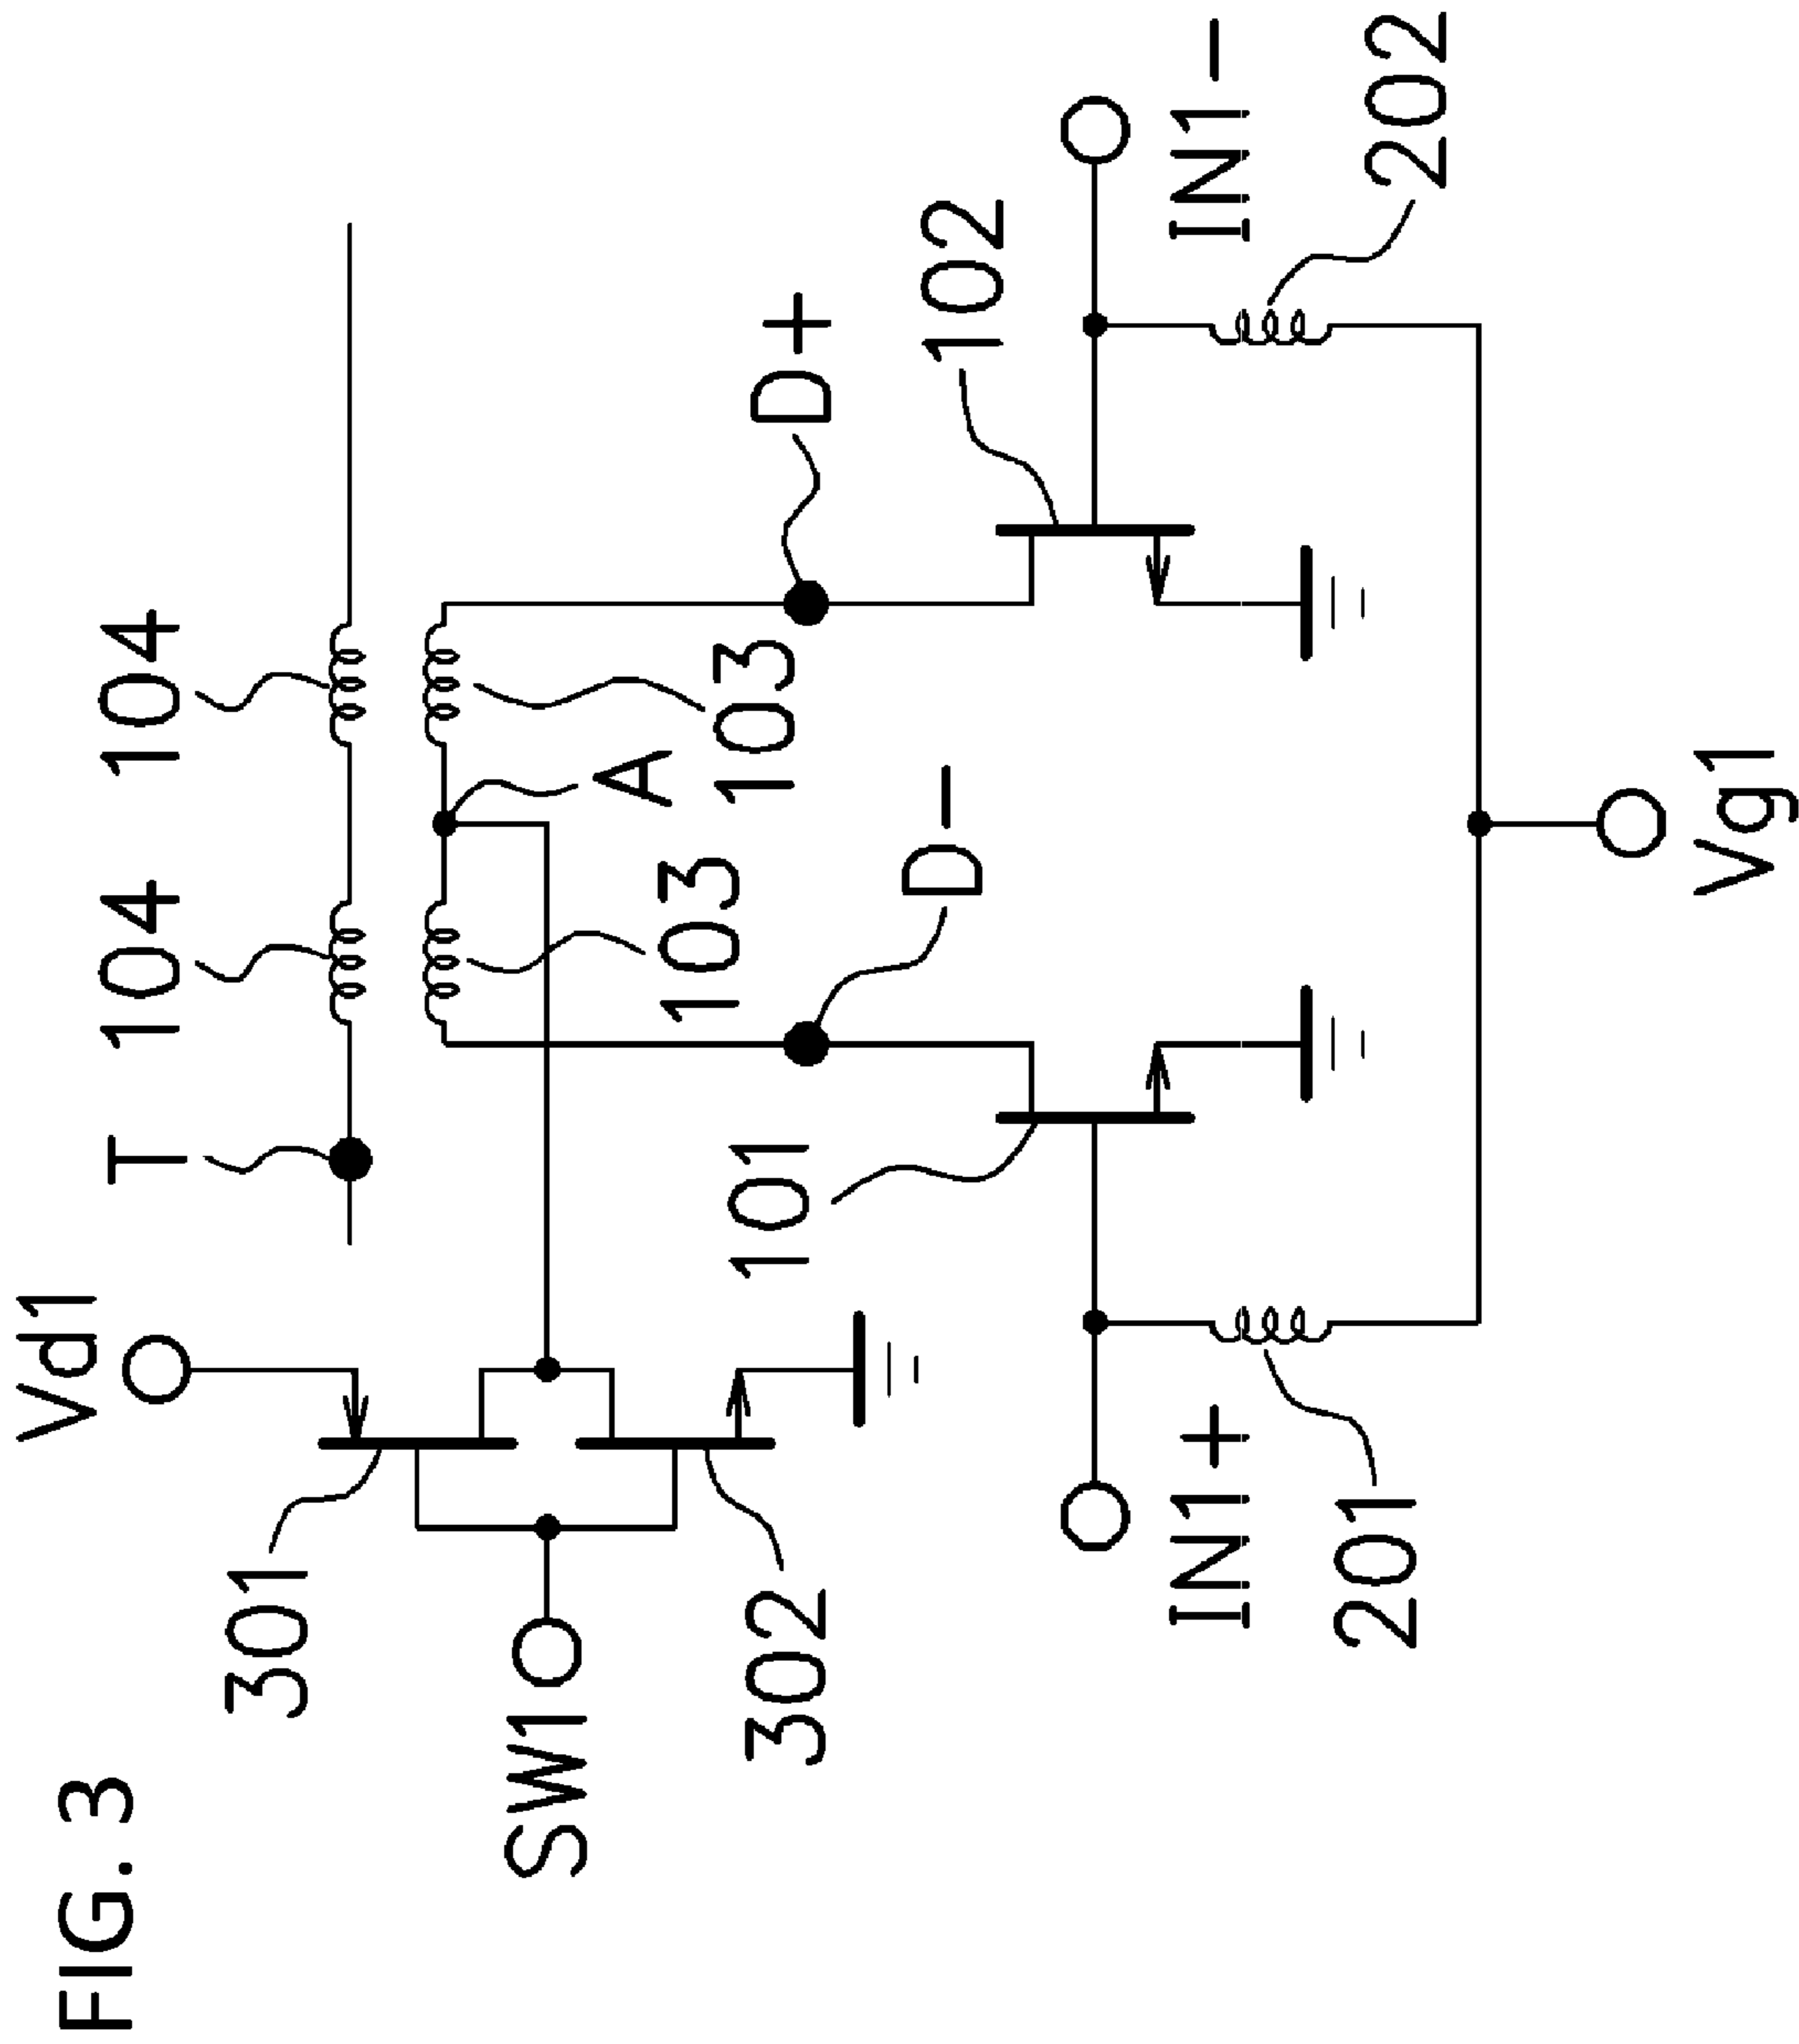 FIG. 3
Vd1
T
104
104
301
SW1
302
A
103
103
D+
D-
101
102
IN1+
IN1-
201
202
Vg1